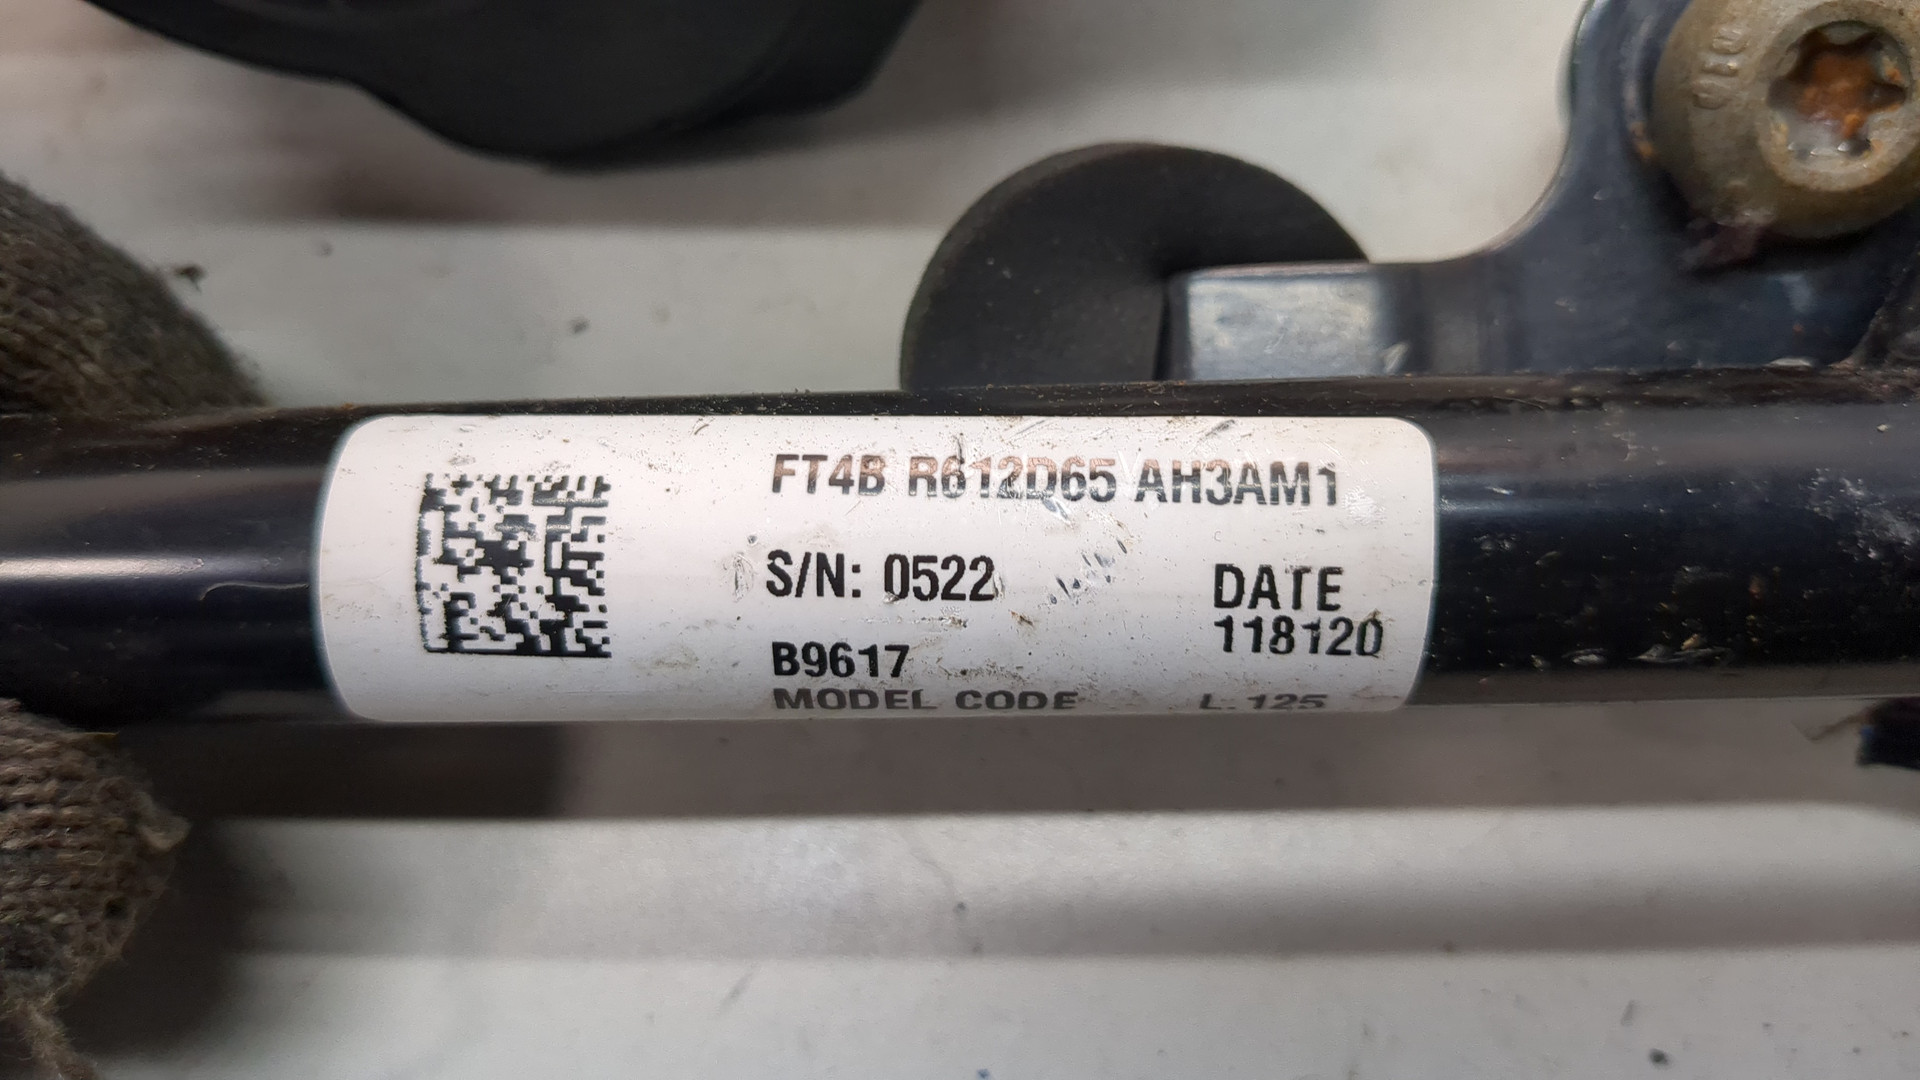 FT4B R612D65 AH3AM1
S/N: 0522
DATE
118120
B9617
MODEL CODE L. 125